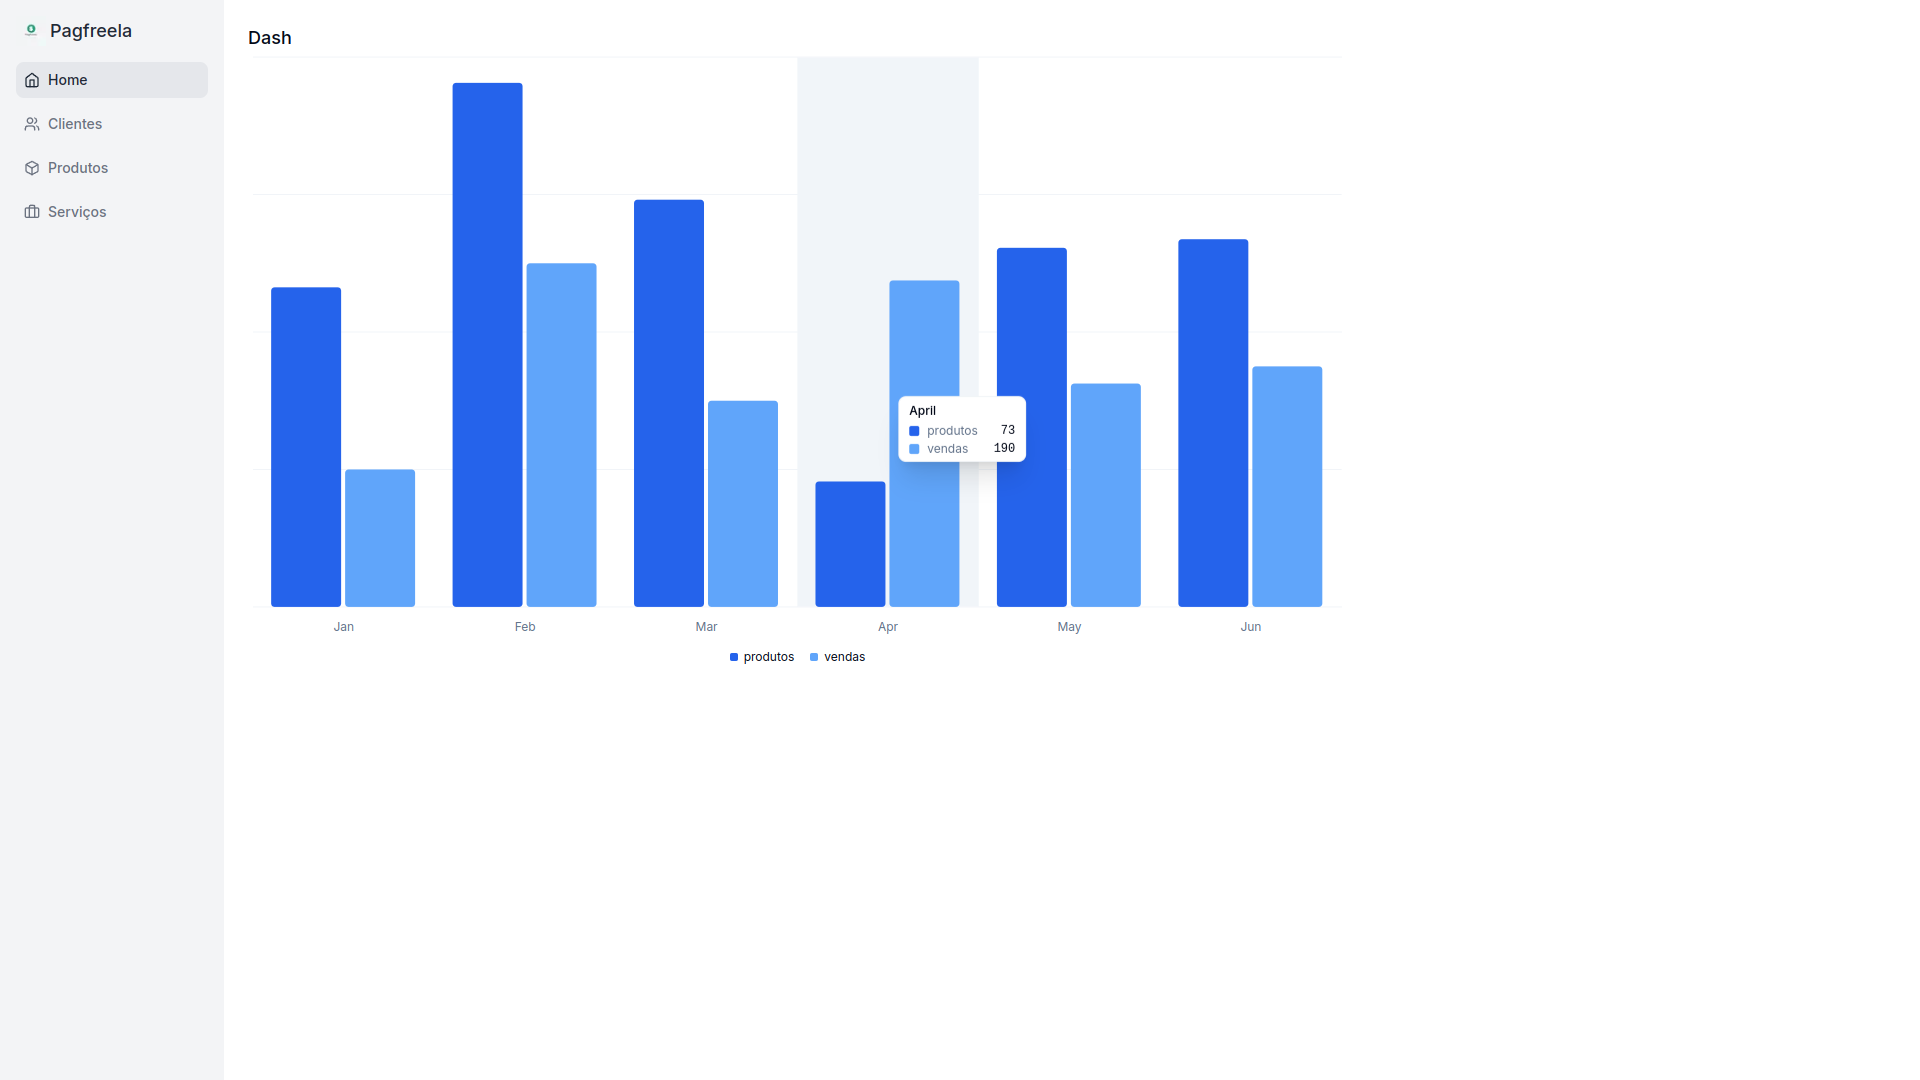 Pagfreela
Home
Clientes
Produtos
Serviços
Dash
April
produtos 73
vendas 190
Jan Feb Mar Apr May Jun
produtos vendas